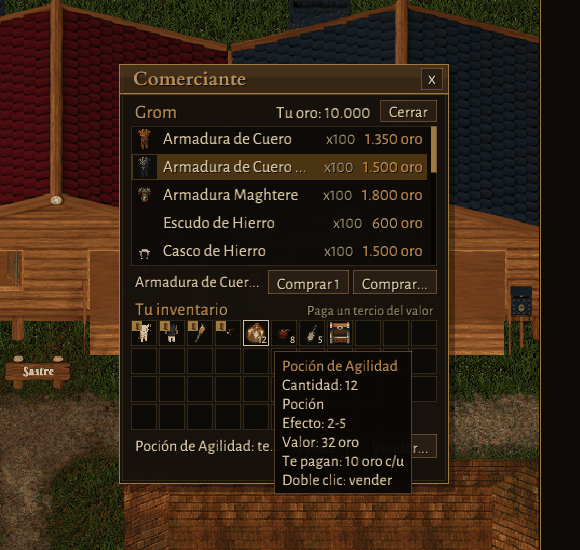 Comerciante
X
Grom Tu oro: 10.000 Cerrar
Armadura de Cuero x100 1.350 oro
Armadura de Cuero ... x100 1.500 oro
Armadura Maghtere x100 1.800 oro
Escudo de Hierro x100 600 oro
Casco de Hierro x100 1.500 oro
Armadura de Cuer... Comprar 1 Comprar...
Tu inventario Paga un tercio del valor
E E E E 12 8 5
Poción de Agilidad
Cantidad: 12
Poción
Efecto: 2-5
Valor: 32 oro
Te pagan: 10 oro c/u
Doble clic: vender
Poción de Agilidad: te.
Vender...
Sastre